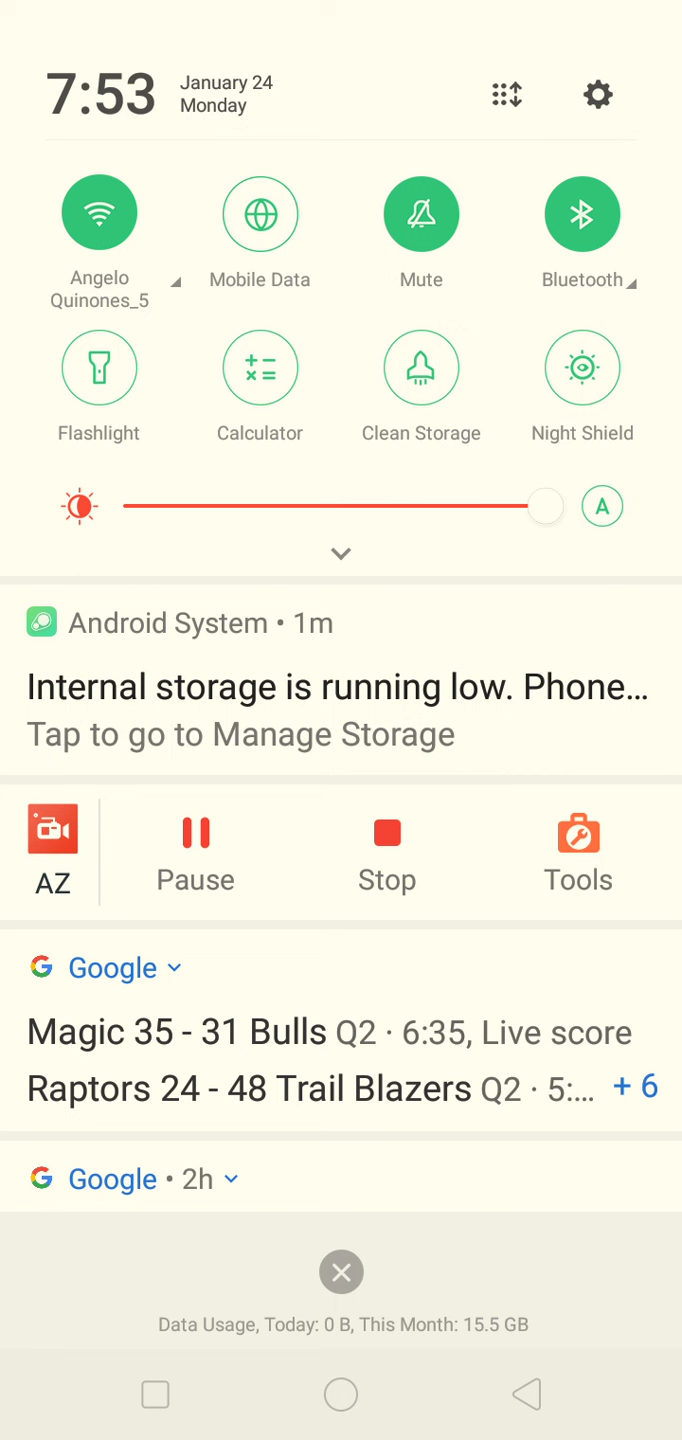 7:53
January 24
Monday
Angelo
Quinones_5
Mobile Data
Mute
Bluetooth
Flashlight
Calculator
Clean Storage
Night Shield
A
Android System • 1m
Internal storage is running low. Phone...
Tap to go to Manage Storage
AZ
Pause
Stop
Tools
Google
Magic 35 - 31 Bulls Q2 · 6:35, Live score
Raptors 24 - 48 Trail Blazers Q2 · 5:... + 6
Google • 2h
Data Usage, Today: 0 B, This Month: 15.5 GB